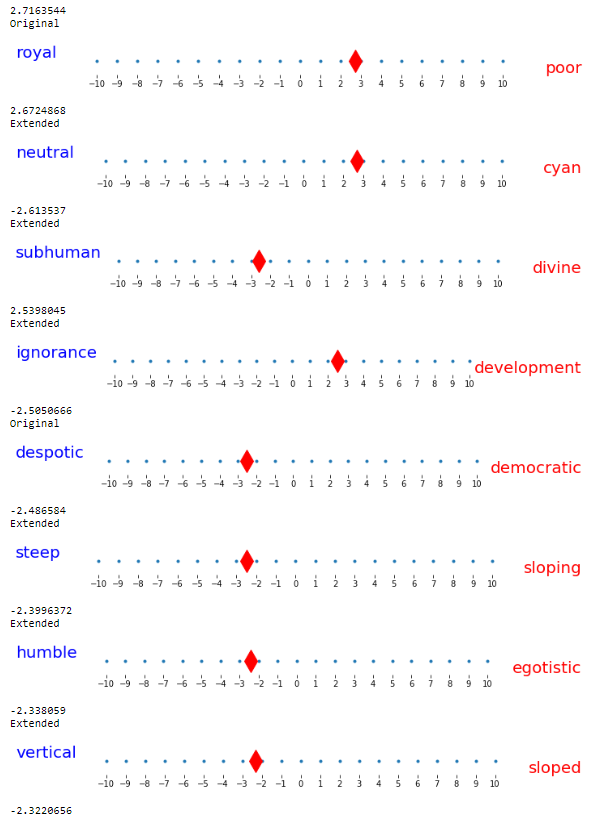 2.7163544
Original
royal
poor
−10 −9 −8 −7 −6 −5 −4 −3 −2 −1 0 1 2 3 4 5 6 7 8 9 10
2.6724868
Extended
neutral
cyan
−10 −9 −8 −7 −6 −5 −4 −3 −2 −1 0 1 2 3 4 5 6 7 8 9 10
-2.613537
Extended
subhuman
divine
−10 −9 −8 −7 −6 −5 −4 −3 −2 −1 0 1 2 3 4 5 6 7 8 9 10
2.5398045
Extended
ignorance
development
−10 −9 −8 −7 −6 −5 −4 −3 −2 −1 0 1 2 3 4 5 6 7 8 9 10
-2.5050666
Original
despotic
democratic
−10 −9 −8 −7 −6 −5 −4 −3 −2 −1 0 1 2 3 4 5 6 7 8 9 10
-2.486584
Extended
steep
sloping
−10 −9 −8 −7 −6 −5 −4 −3 −2 −1 0 1 2 3 4 5 6 7 8 9 10
-2.3996372
Extended
humble
egotistic
−10 −9 −8 −7 −6 −5 −4 −3 −2 −1 0 1 2 3 4 5 6 7 8 9 10
-2.338059
Extended
vertical
sloped
−10 −9 −8 −7 −6 −5 −4 −3 −2 −1 0 1 2 3 4 5 6 7 8 9 10
-2.3220656